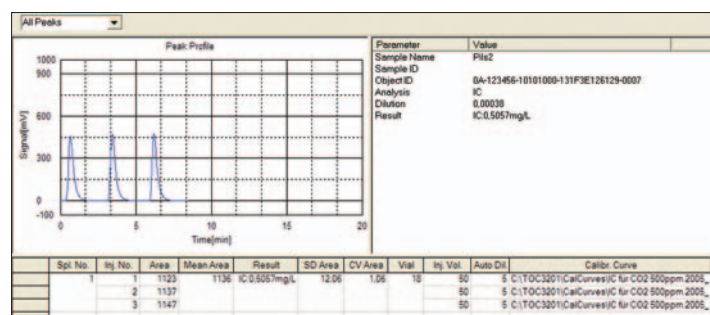 All Peaks
Peak Profile
Signal[mV]
1000
900
600
300
0
-100
0 5 10 15 20
Time[min]
Parameter Value
Sample Name Pils2
Sample ID
Object ID 0A-123456-10101000-131F3E126129-0007
Analysis IC
Dilution 0,00038
Result IC:0,5057mg/L
Spl. No. Inj. No. Area Mean Area Result SD Area CV Area Vial Inj. Vol. Auto Dil. Calibr. Curve
1 1 1123 1136 IC:0,5057mg/L 12.06 1,06 18 50 5 C:\TOC3201\CalCurves\IC für CO2 500ppm.2005_
2 1137 50 5 C:\TOC3201\CalCurves\IC für CO2 500ppm.2005_
3 1147 50 5 C:\TOC3201\CalCurves\IC für CO2 500ppm.2005_